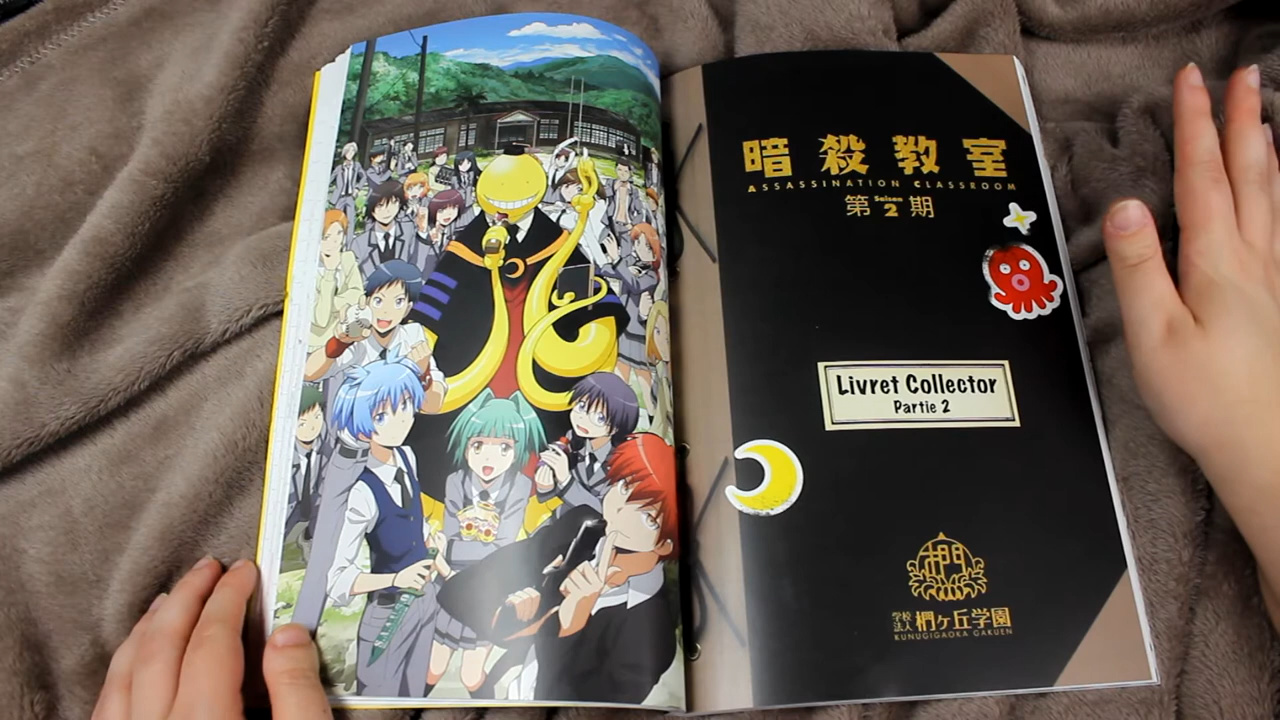 暗殺教室
ASSASSINATION CLASSROOM
第 Saison 2 期
Livret Collector
Partie 2
椚
学校法人 椚ヶ丘学園
KUNUGIGAOKA GAKUEN